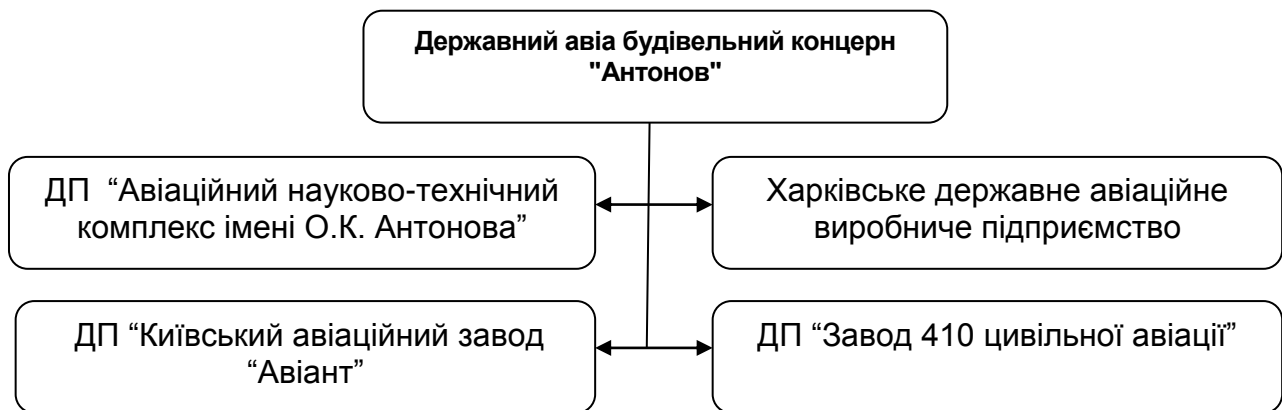 Державний авіа будівельний концерн
"Антонов"
ДП “Авіаційний науково-технічний
комплекс імені О.К. Антонова”
Харківське державне авіаційне
виробниче підприємство
ДП “Київський авіаційний завод
“Авіант”
ДП “Завод 410 цивільної авіації”